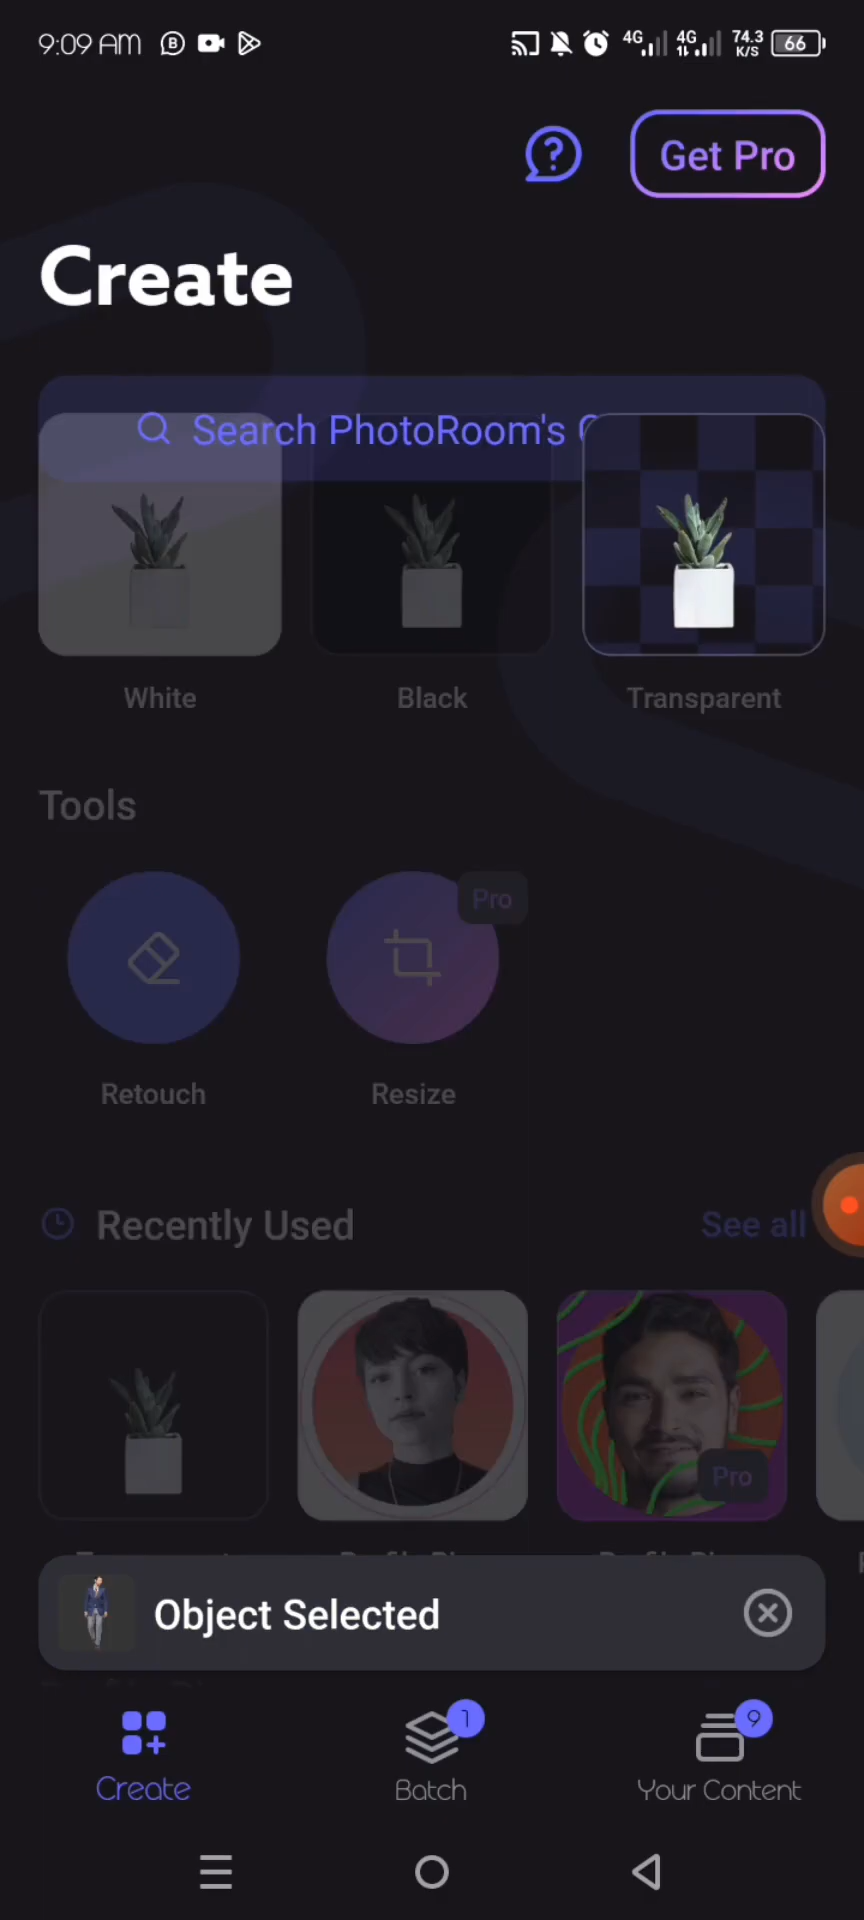 9:09 AM
4G 4G 74.3 K/S 66
Get Pro
Create
Search PhotoRoom's
White Black Transparent
Tools
Pro
Retouch Resize
Recently Used See all
Pro
Object Selected
1 9
Create Batch Your Content